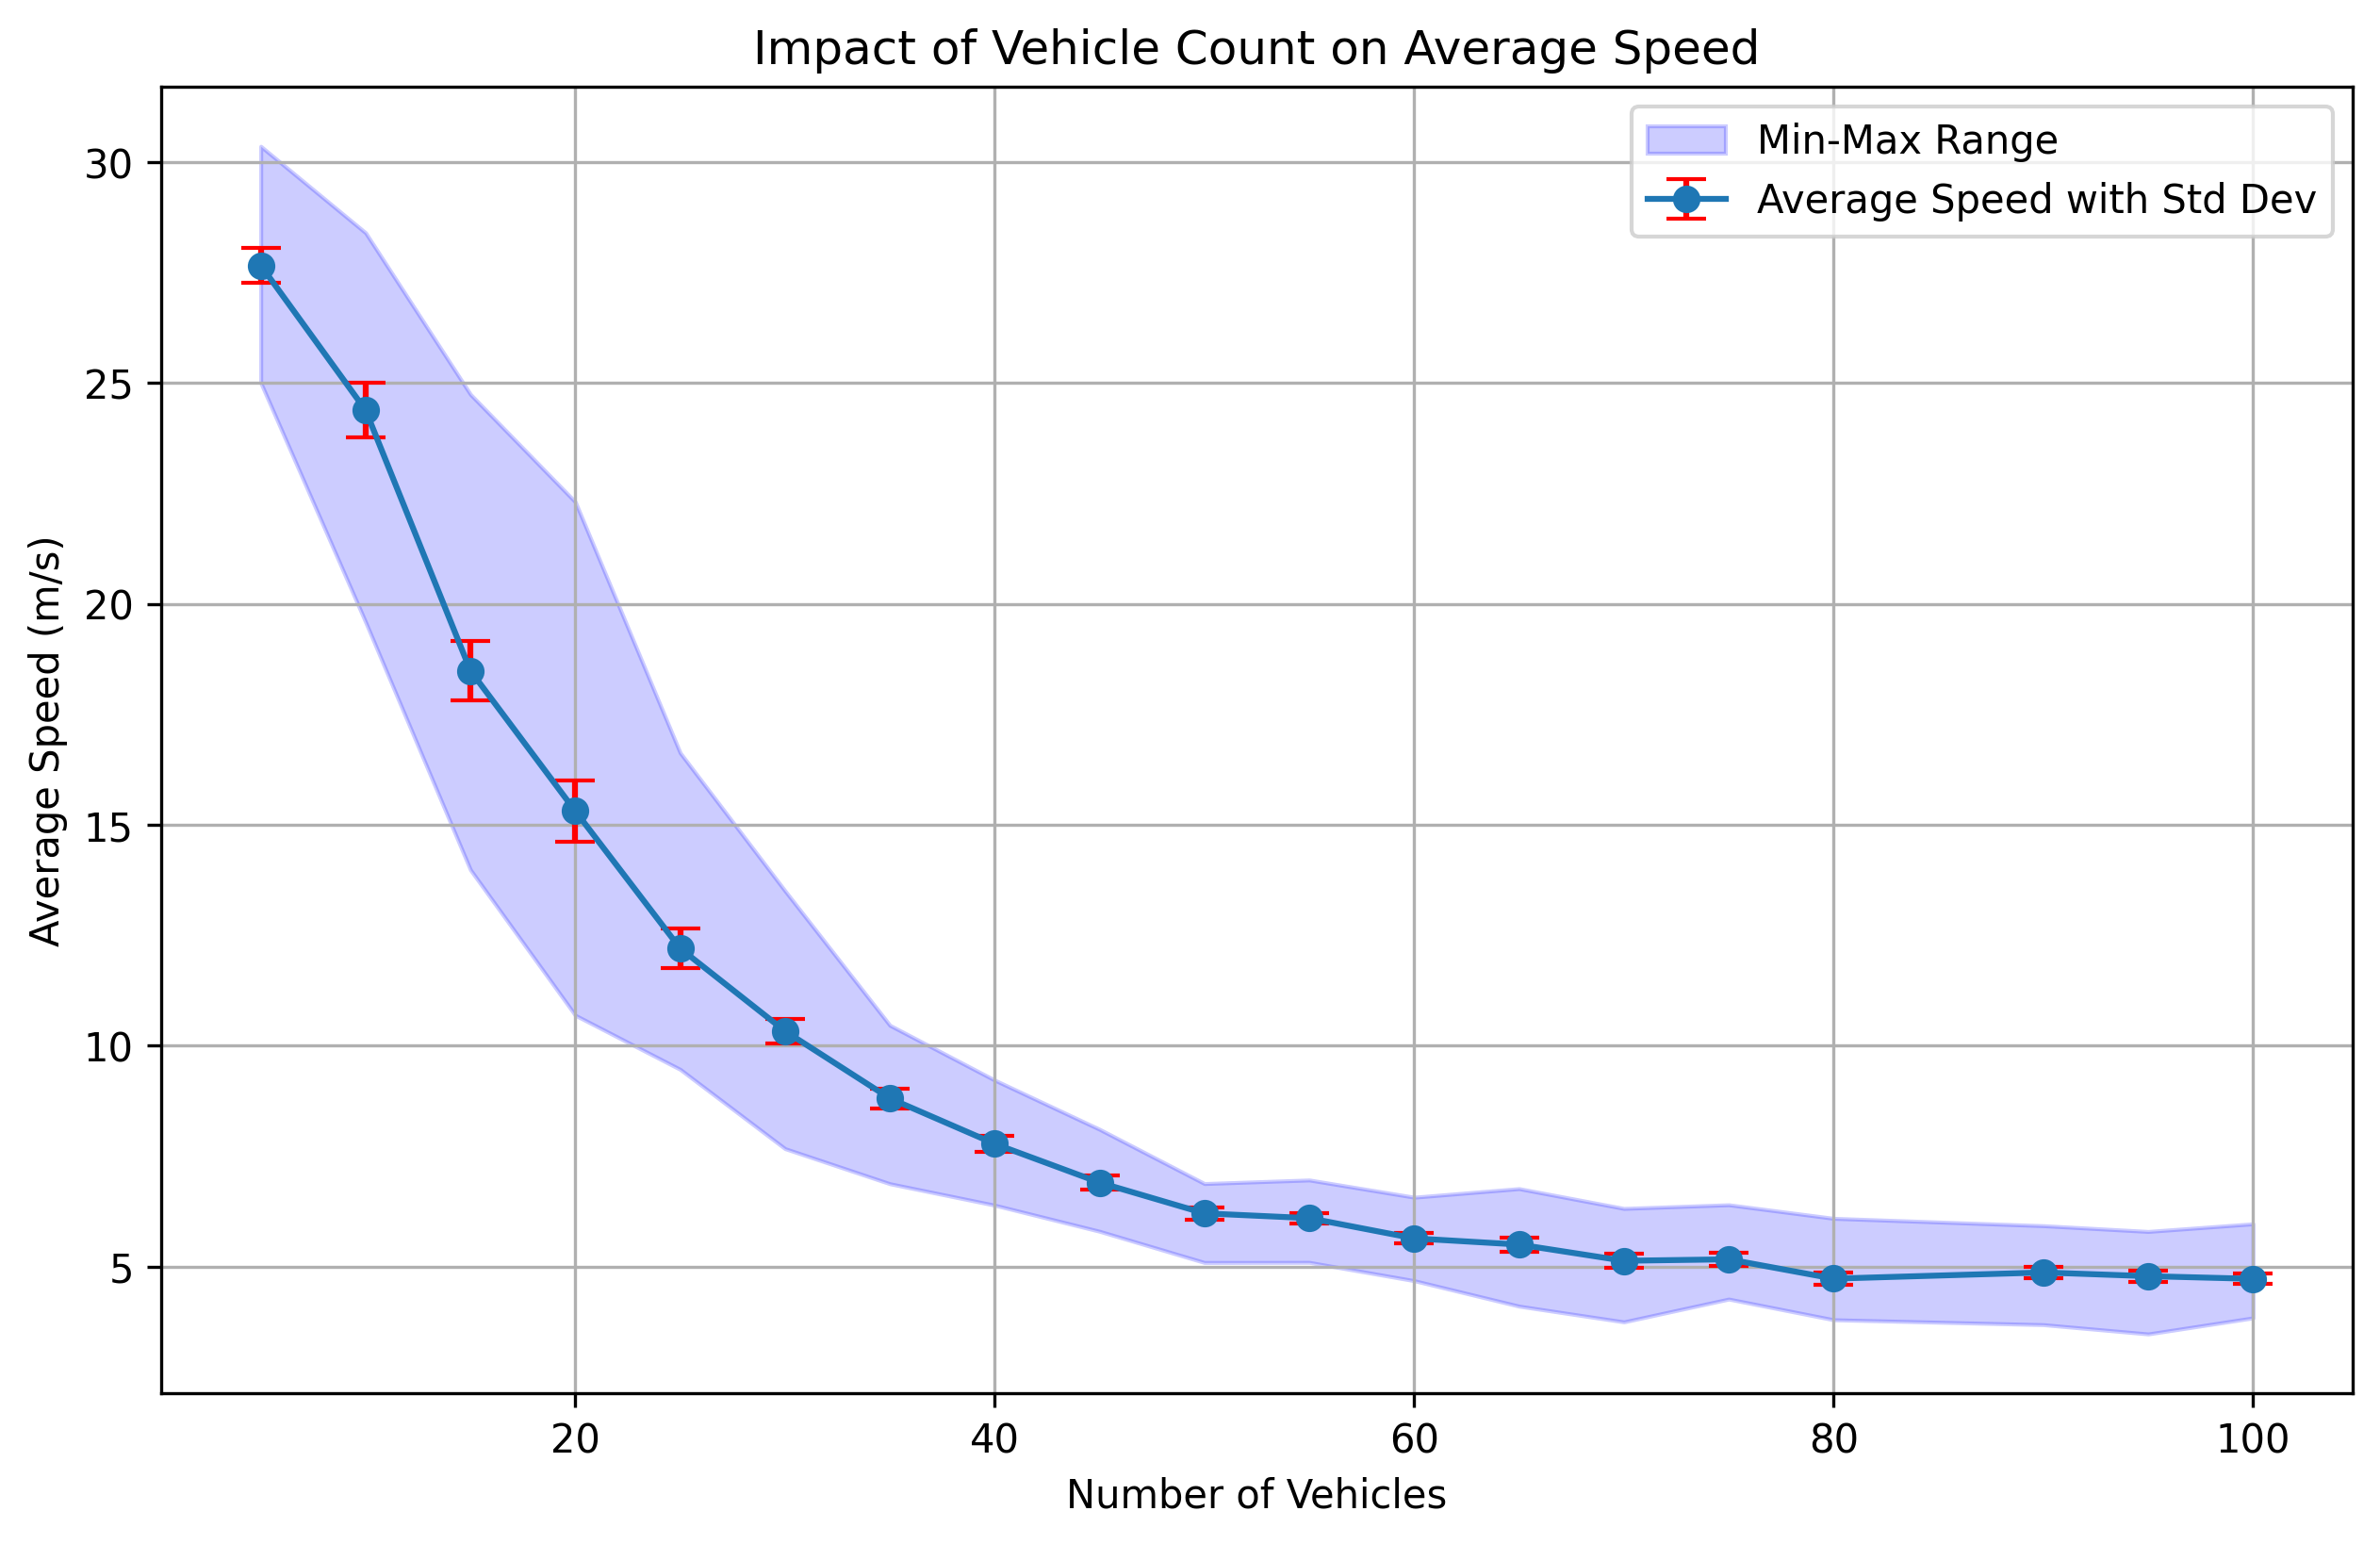 Impact of Vehicle Count on Average Speed
Min-Max Range
Average Speed with Std Dev
Average Speed (m/s)
30
25
20
15
10
5
20
40
60
80
100
Number of Vehicles